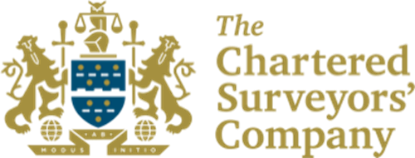 The
Chartered
Surveyors'
Company
MODUS · AB · INITIO